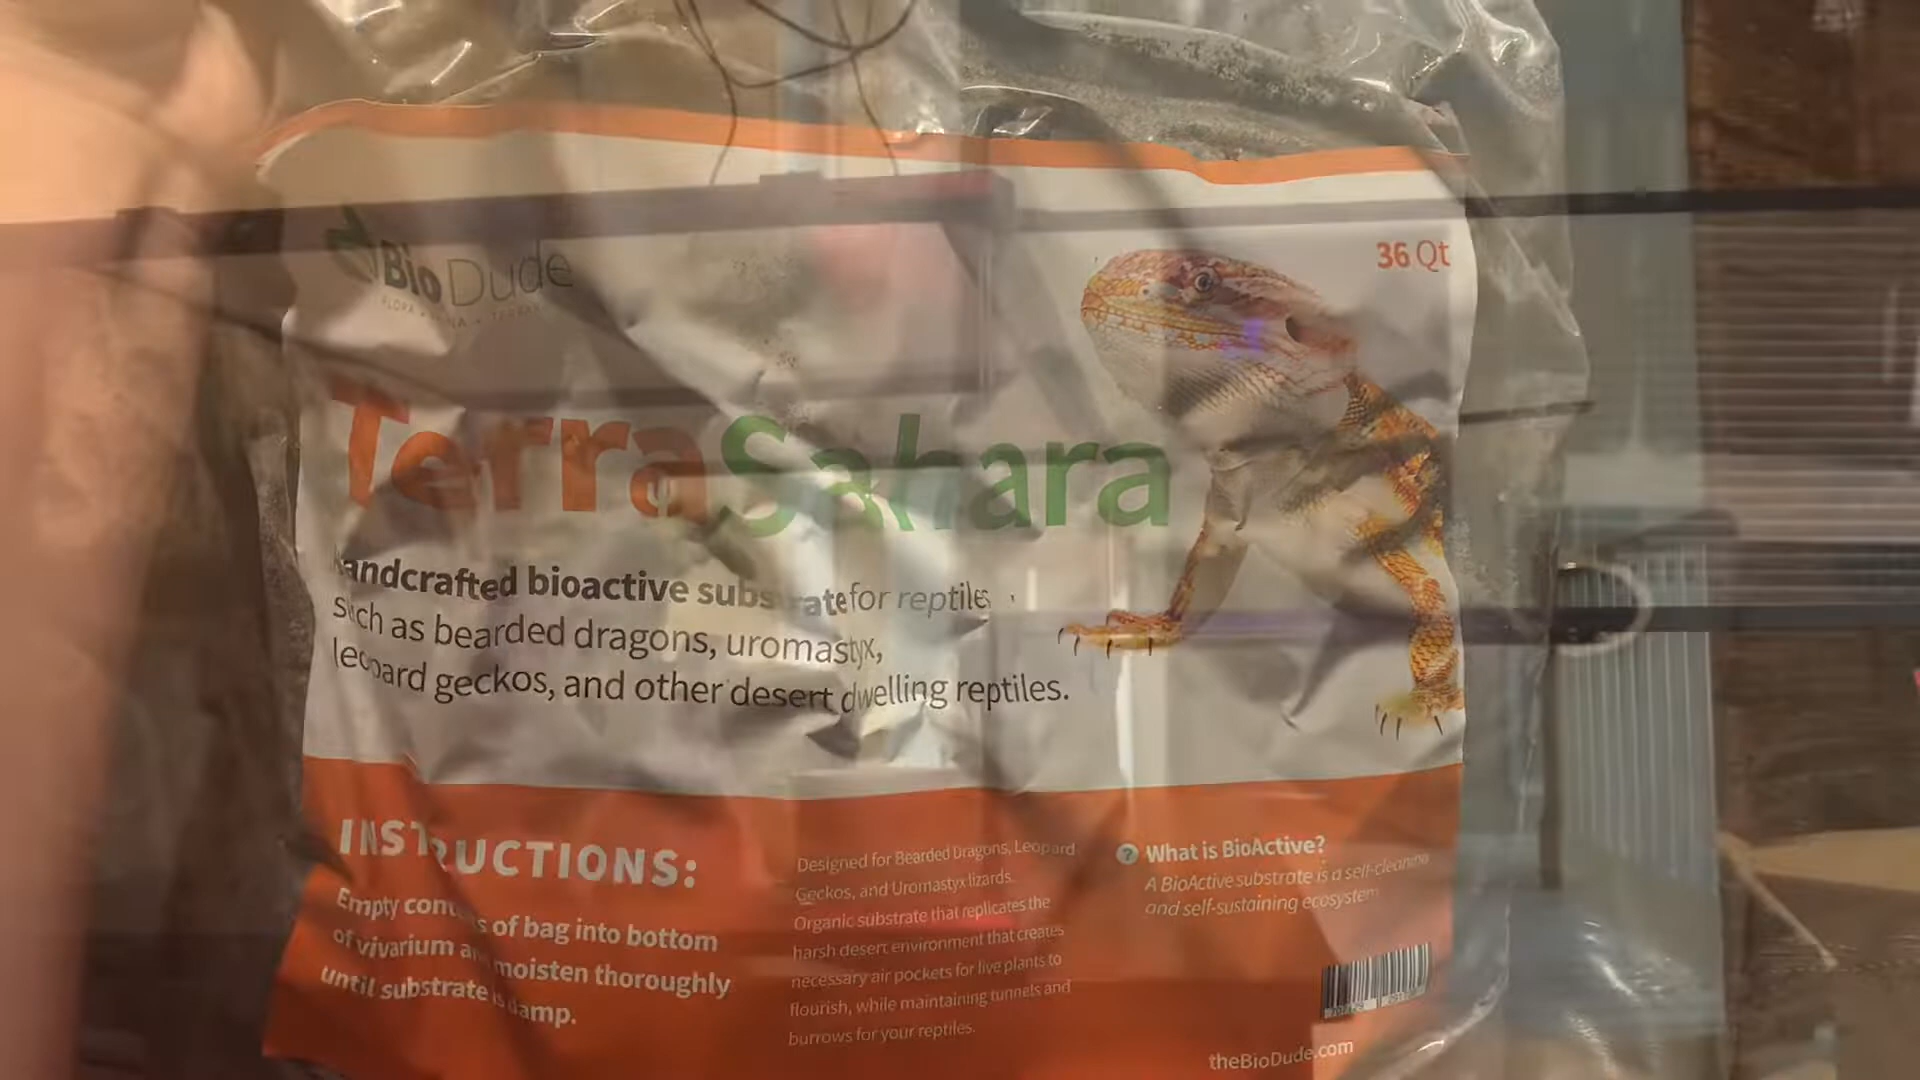 BioDude
36 Qt
TerraSahara
handcrafted bioactive substrate for reptiles
such as bearded dragons, uromastyx,
leopard geckos, and other desert dwelling reptiles.
INSTRUCTIONS:
Empty contents of bag into bottom
of vivarium and moisten thoroughly
until substrate is damp.
Designed for Bearded Dragons, Leopard
Geckos, and Uromastyx lizards.
Organic substrate that replicates the
harsh desert environment that creates
necessary air pockets for live plants to
flourish, while maintaining tunnels and
burrows for your reptiles.
? What is BioActive?
A BioActive substrate is a self-cleaning
and self-sustaining ecosystem
theBioDude.com